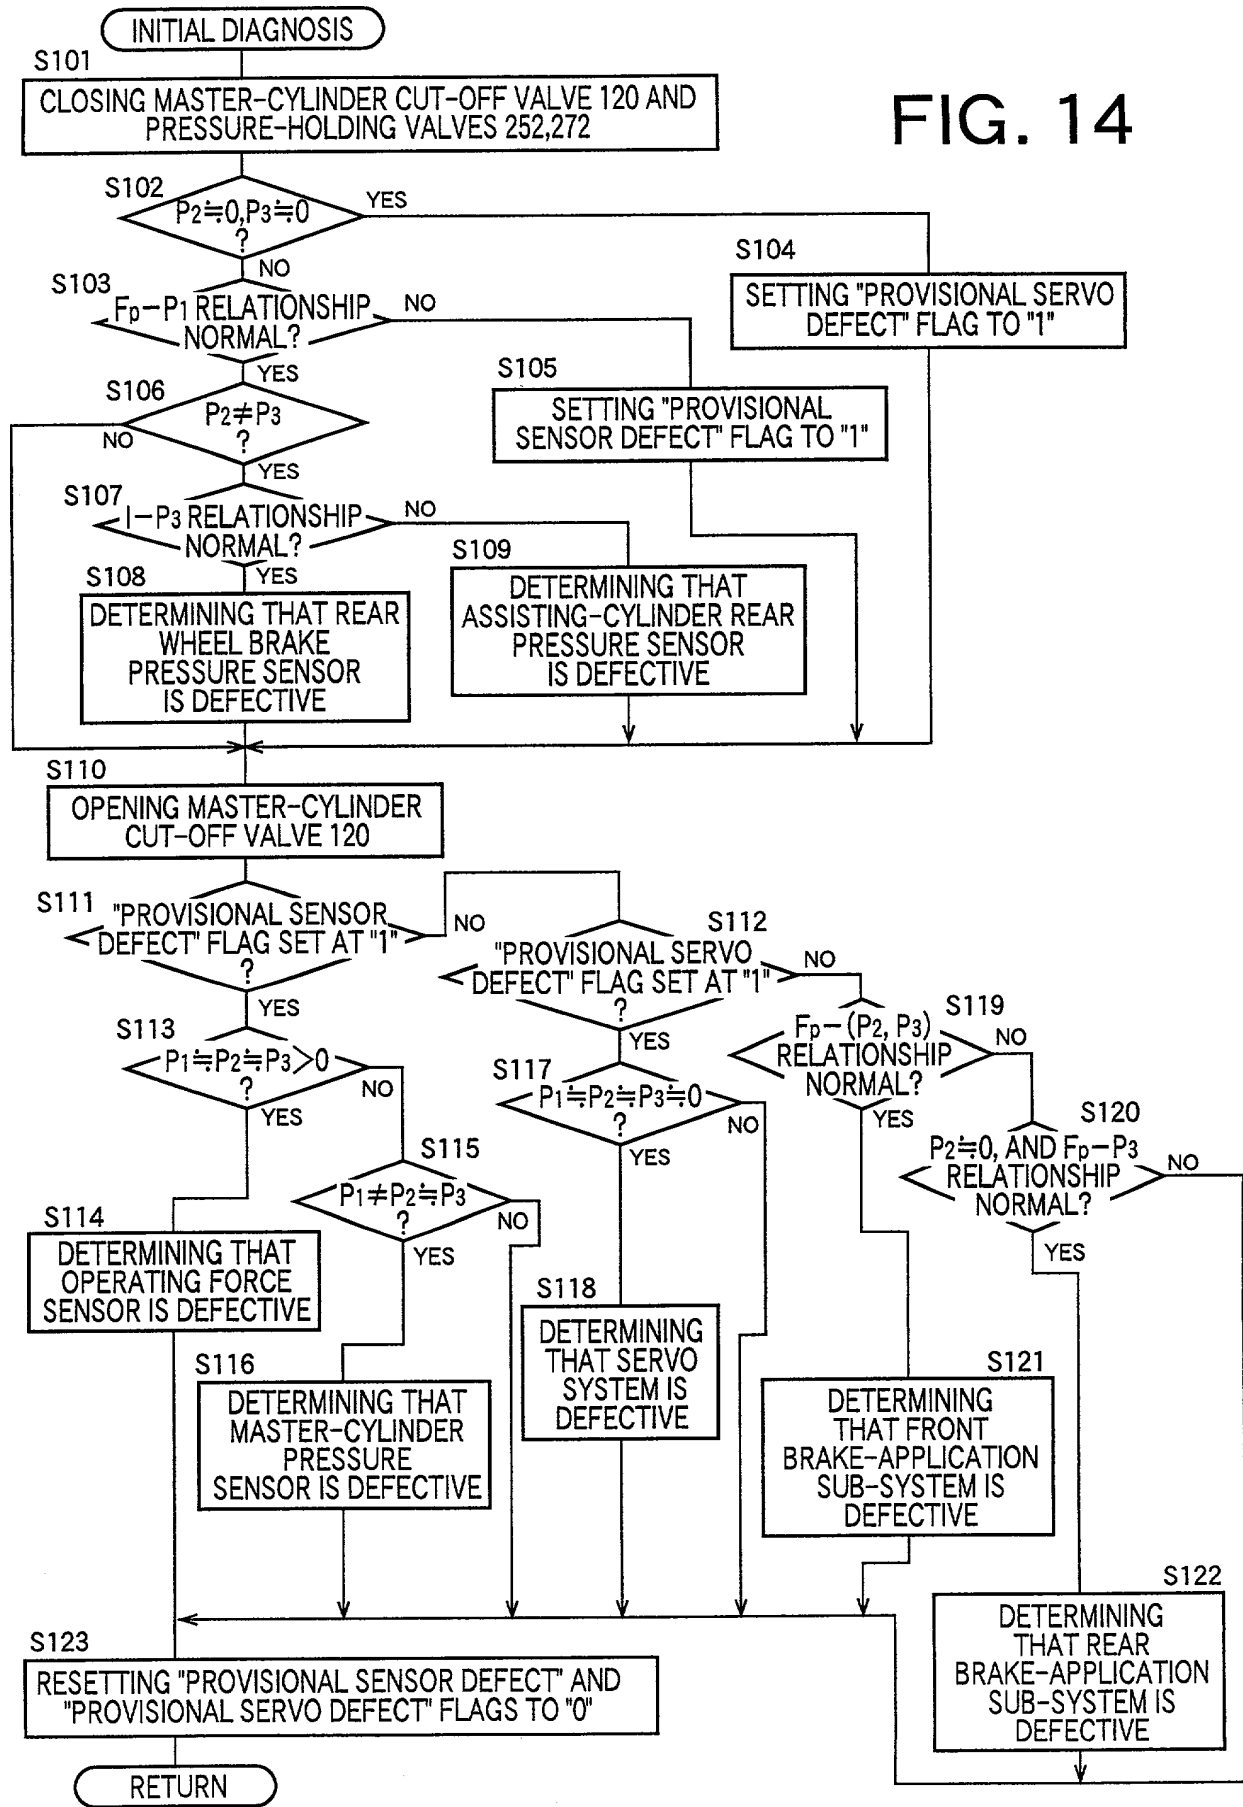 INITIAL DIAGNOSIS
S101
CLOSING MASTER-CYLINDER CUT-OFF VALVE 120 AND
PRESSURE-HOLDING VALVES 252,272
FIG. 14
S102
P2≒0,P3≒0
?
YES
NO
S103
Fp-P1 RELATIONSHIP
NORMAL?
NO
YES
S104
SETTING "PROVISIONAL SERVO
DEFECT" FLAG TO "1"
S105
SETTING "PROVISIONAL
SENSOR DEFECT" FLAG TO "1"
S106
P2≠P3
?
NO
YES
S107
I-P3 RELATIONSHIP
NORMAL?
NO
YES
S108
DETERMINING THAT REAR
WHEEL BRAKE
PRESSURE SENSOR
IS DEFECTIVE
S109
DETERMINING THAT
ASSISTING-CYLINDER REAR
PRESSURE SENSOR
IS DEFECTIVE
S110
OPENING MASTER-CYLINDER
CUT-OFF VALVE 120
S111
"PROVISIONAL SENSOR
DEFECT" FLAG SET AT "1"
?
NO
YES
S112
"PROVISIONAL SERVO
DEFECT" FLAG SET AT "1"
?
NO
YES
S113
P1≒P2≒P3>0
?
NO
YES
S114
DETERMINING THAT
OPERATING FORCE
SENSOR IS DEFECTIVE
S115
P1≠P2≒P3
?
NO
YES
S116
DETERMINING THAT
MASTER-CYLINDER
PRESSURE
SENSOR IS DEFECTIVE
S117
P1≒P2≒P3≒0
?
NO
YES
S118
DETERMINING
THAT SERVO
SYSTEM IS
DEFECTIVE
S119
Fp-(P2, P3)
RELATIONSHIP
NORMAL?
NO
YES
S120
P2≒0, AND Fp-P3
RELATIONSHIP
NORMAL?
NO
YES
S121
DETERMINING
THAT FRONT
BRAKE-APPLICATION
SUB-SYSTEM IS
DEFECTIVE
S122
DETERMINING
THAT REAR
BRAKE-APPLICATION
SUB-SYSTEM IS
DEFECTIVE
S123
RESETTING "PROVISIONAL SENSOR DEFECT" AND
"PROVISIONAL SERVO DEFECT" FLAGS TO "0"
RETURN